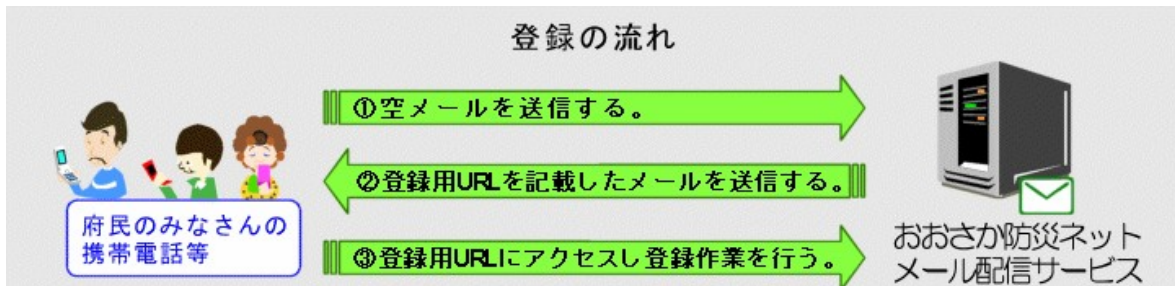 登録の流れ
①空メールを送信する。
②登録用URLを記載したメールを送信する。
③登録用URLにアクセスし登録作業を行う。
府民のみなさんの
携帯電話等
おおさか防災ネット
メール配信サービス